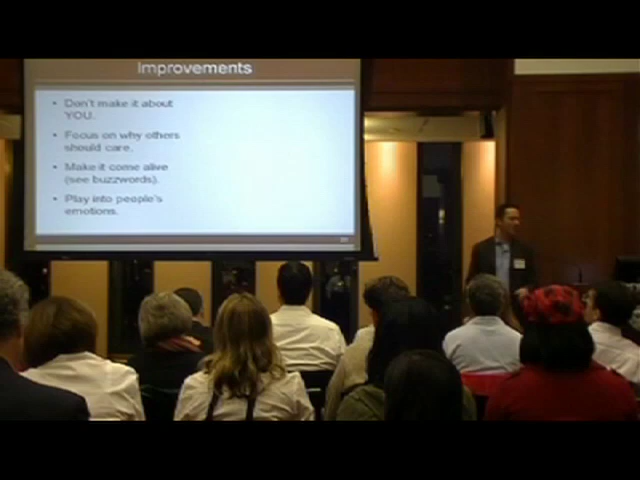 Improvements
• Don't make it about
YOU.
• Focus on why others
should care.
• Make it come alive
(see buzzwords).
• Play into people's
emotions.